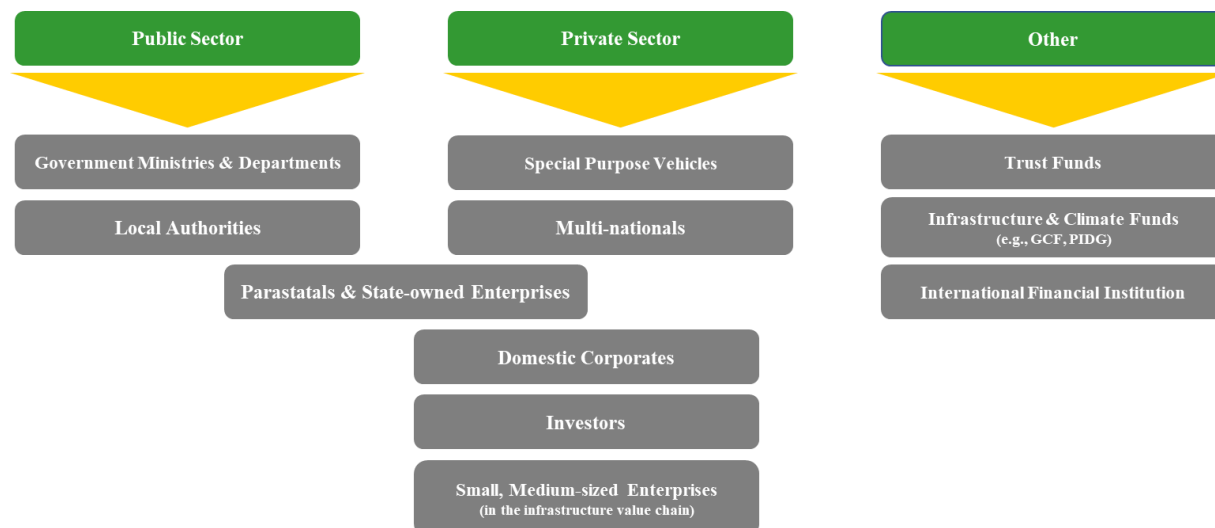 Public Sector
Private Sector
Other
Government Ministries & Departments
Special Purpose Vehicles
Trust Funds
Local Authorities
Multi-nationals
Infrastructure & Climate Funds
(e.g., GCF, PIDG)
Parastatals & State-owned Enterprises
International Financial Institution
Domestic Corporates
Investors
Small, Medium-sized Enterprises
(in the infrastructure value chain)